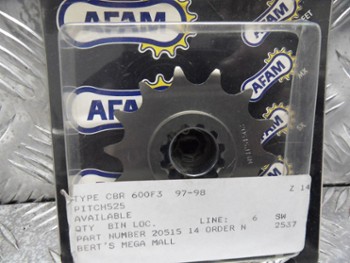 AFAM
AFAM
AFAM
TYPE CBR 600F3 97-98 Z 14
PITCH525
AVAILABLE
QTY BIN LOC. LINE: 6 SW
PART NUMBER 20515 14 ORDER N 2537
BERT'S MEGA MALL